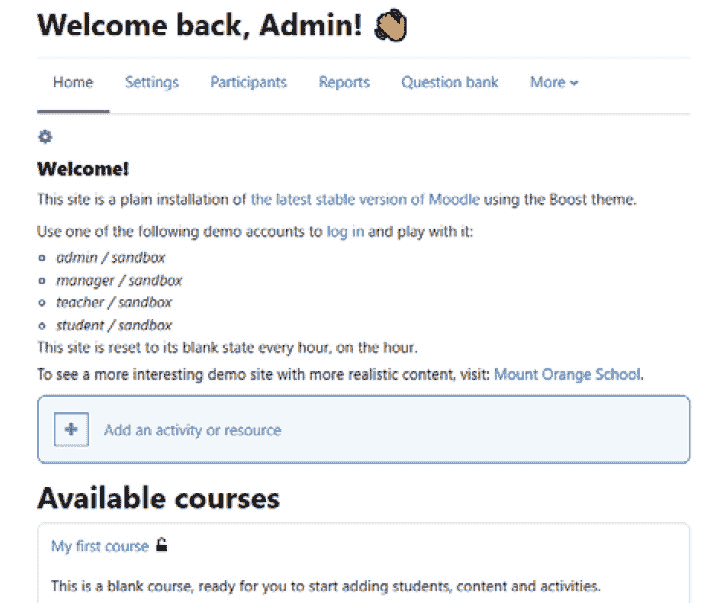 Welcome back, Admin! 👋
Home Settings Participants Reports Question bank More
Welcome!
This site is a plain installation of the latest stable version of Moodle using the Boost theme.
Use one of the following demo accounts to log in and play with it:
admin / sandbox
manager / sandbox
teacher / sandbox
student / sandbox
This site is reset to its blank state every hour, on the hour.
To see a more interesting demo site with more realistic content, visit: Mount Orange School.
Add an activity or resource
Available courses
My first course
This is a blank course, ready for you to start adding students, content and activities.